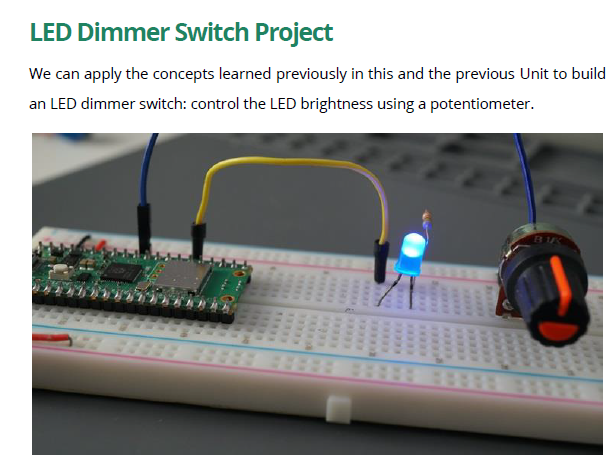 LED Dimmer Switch Project
We can apply the concepts learned previously in this and the previous Unit to build
an LED dimmer switch: control the LED brightness using a potentiometer.
B1K